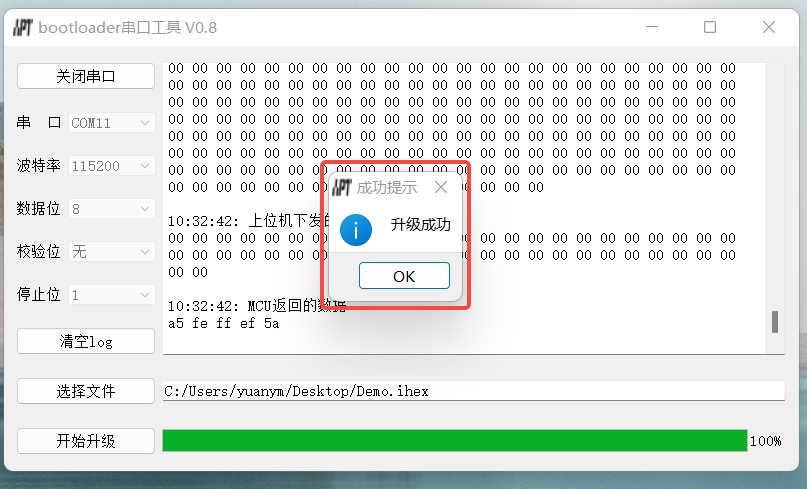 APT bootloader串口工具 V0.8
关闭串口
串 口 COM11
波特率 115200
数据位 8
校验位 无
停止位 1
清空log
选择文件
开始升级
00 00 00 00 00 00 00 00 00 00 00 00 00 00 00 00 00 00 00 00 00 00 00 00
00 00 00 00 00 00 00 00 00 00 00 00 00 00 00 00 00 00 00 00 00 00 00 00
00 00 00 00 00 00 00 00 00 00 00 00 00 00 00 00 00 00 00 00 00 00 00 00
00 00 00 00 00 00 00 00 00 00 00 00 00 00 00 00 00 00 00 00 00 00 00 00
00 00 00 00 00 00 00 00 00 00 00 00 00 00 00 00 00 00 00 00 00 00 00 00
00 00 00 00 00 00 00 00 00 00 00 00 00 00 00 00 00 00
00 00 00 00 00 00 00 00 00 00 00 00 00 00 00 00 00 00
00 00 00 00 00 00 00 00 00 00
10:32:42: 上位机下发的
00 00 00 00 00 00 00 00 00 00 00 00 00 00 00 00 00 00
00 00 00 00 00 00 00 00 00 00 00 00 00 00 00 00 00 00
00 00
10:32:42: MCU返回的数据
a5 fe ff ef 5a
APT 成功提示
升级成功
OK
C:/Users/yuanym/Desktop/Demo.ihex
100%